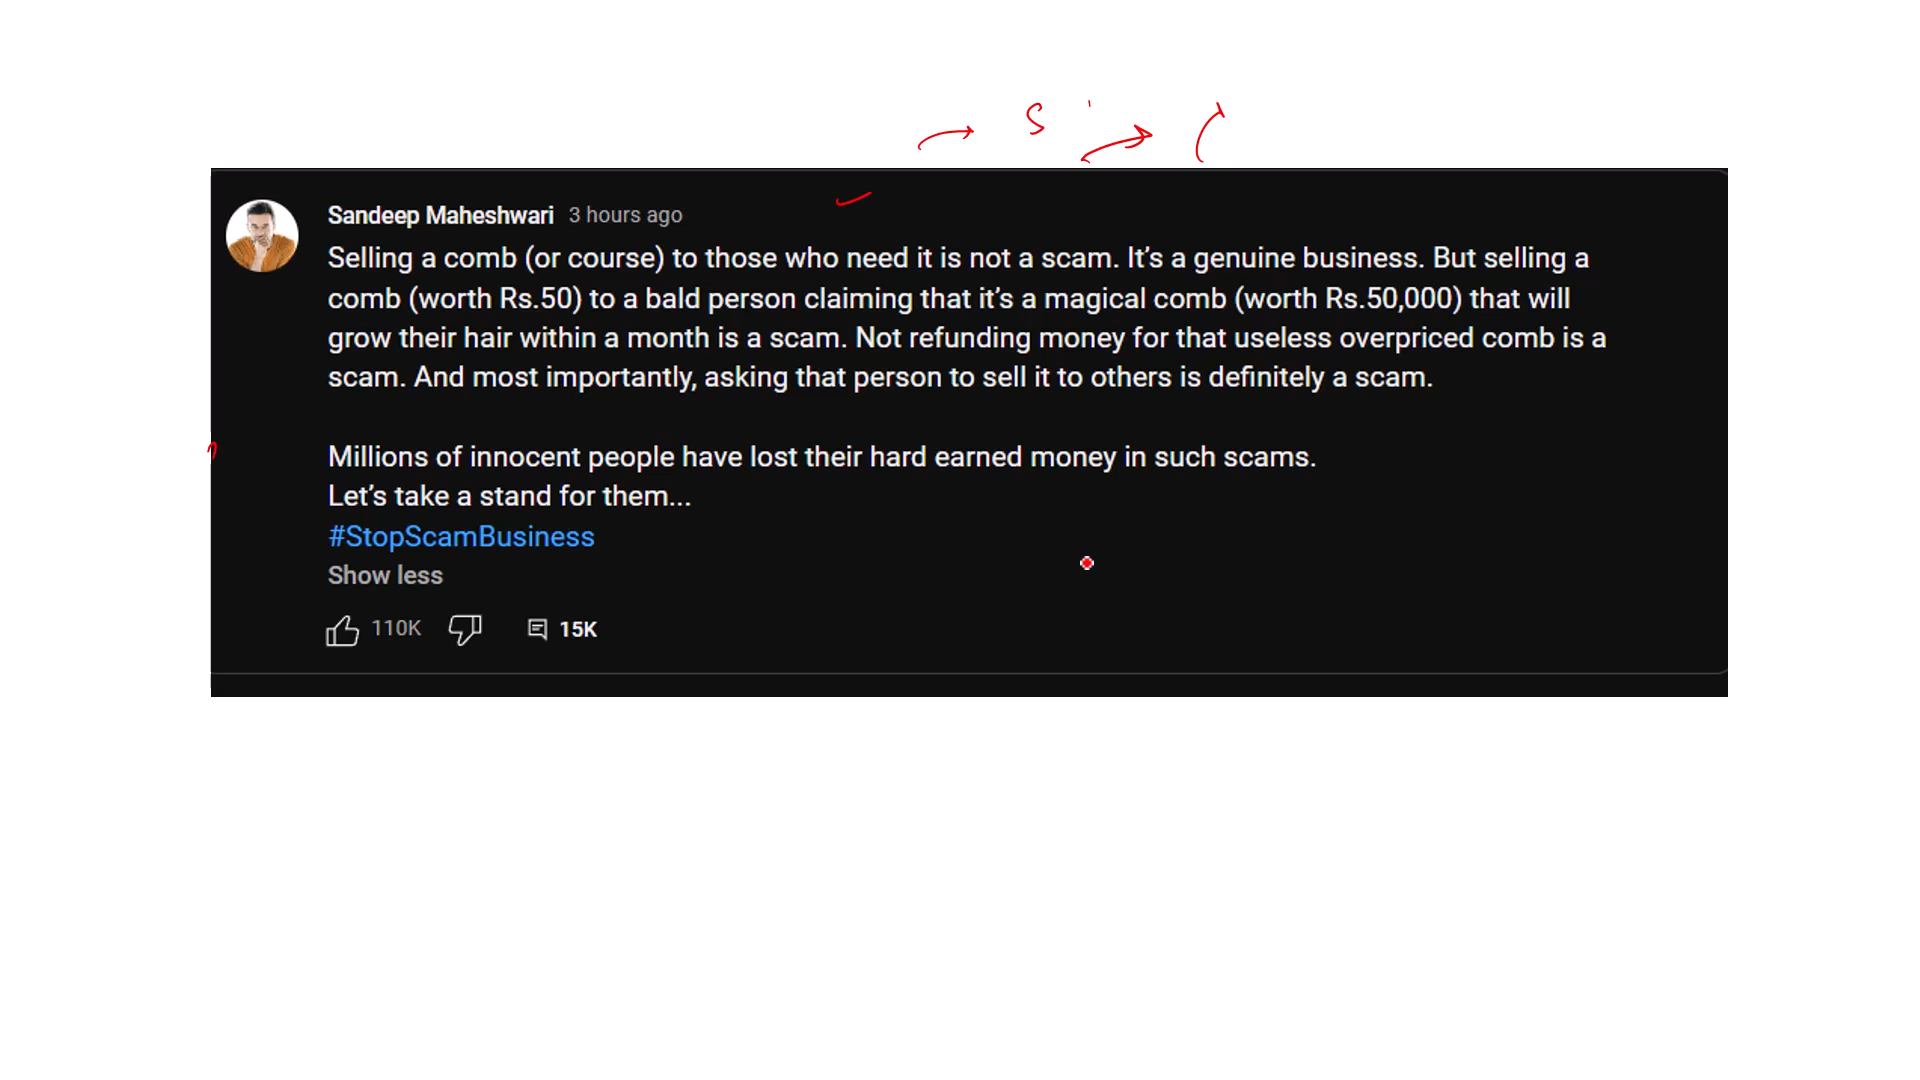 S
Sandeep Maheshwari 3 hours ago
Selling a comb (or course) to those who need it is not a scam. It’s a genuine business. But selling a
comb (worth Rs.50) to a bald person claiming that it’s a magical comb (worth Rs.50,000) that will
grow their hair within a month is a scam. Not refunding money for that useless overpriced comb is a
scam. And most importantly, asking that person to sell it to others is definitely a scam.
Millions of innocent people have lost their hard earned money in such scams.
Let’s take a stand for them...
#StopScamBusiness
Show less
110K 15K